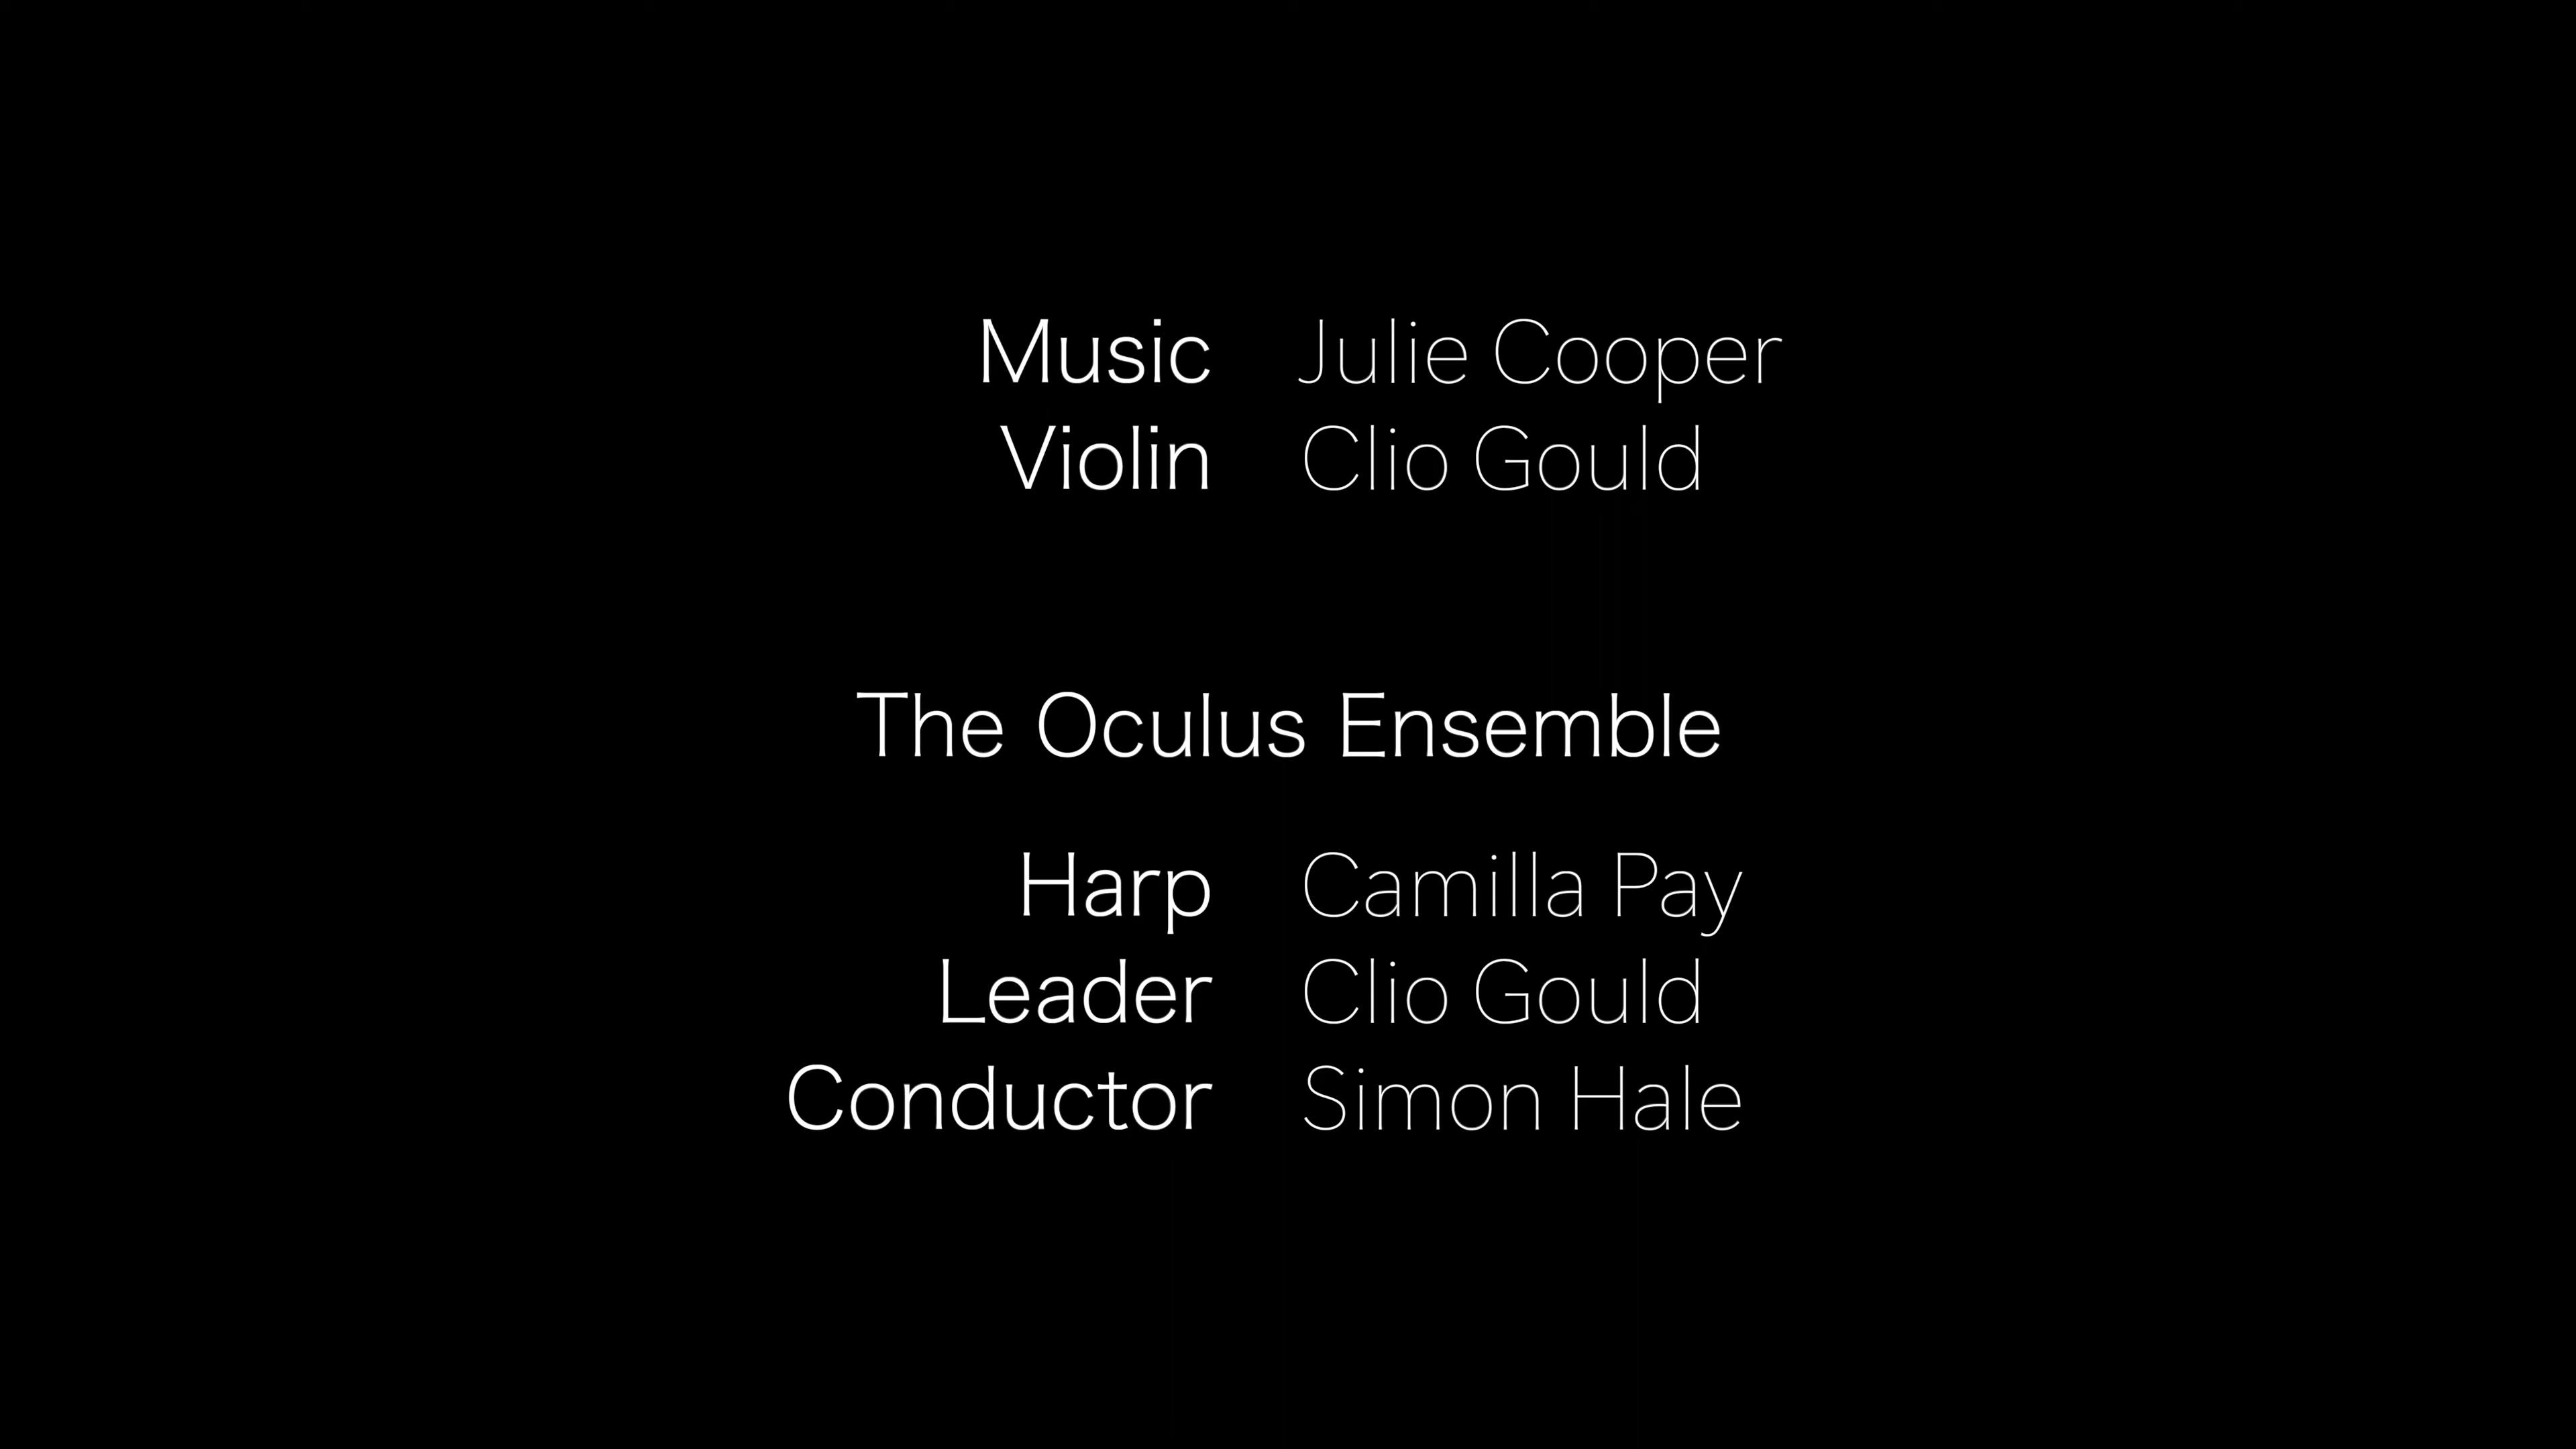 Music Julie Cooper
Violin Clio Gould
The Oculus Ensemble
Harp Camilla Pay
Leader Clio Gould
Conductor Simon Hale